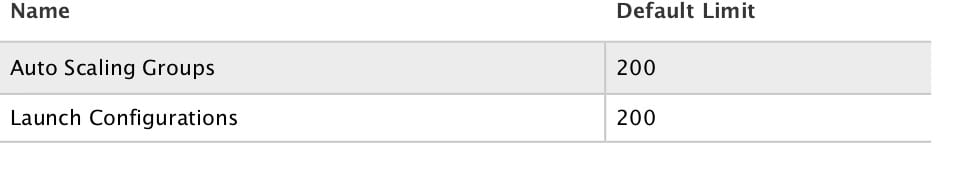 Name Default Limit
Auto Scaling Groups 200
Launch Configurations 200